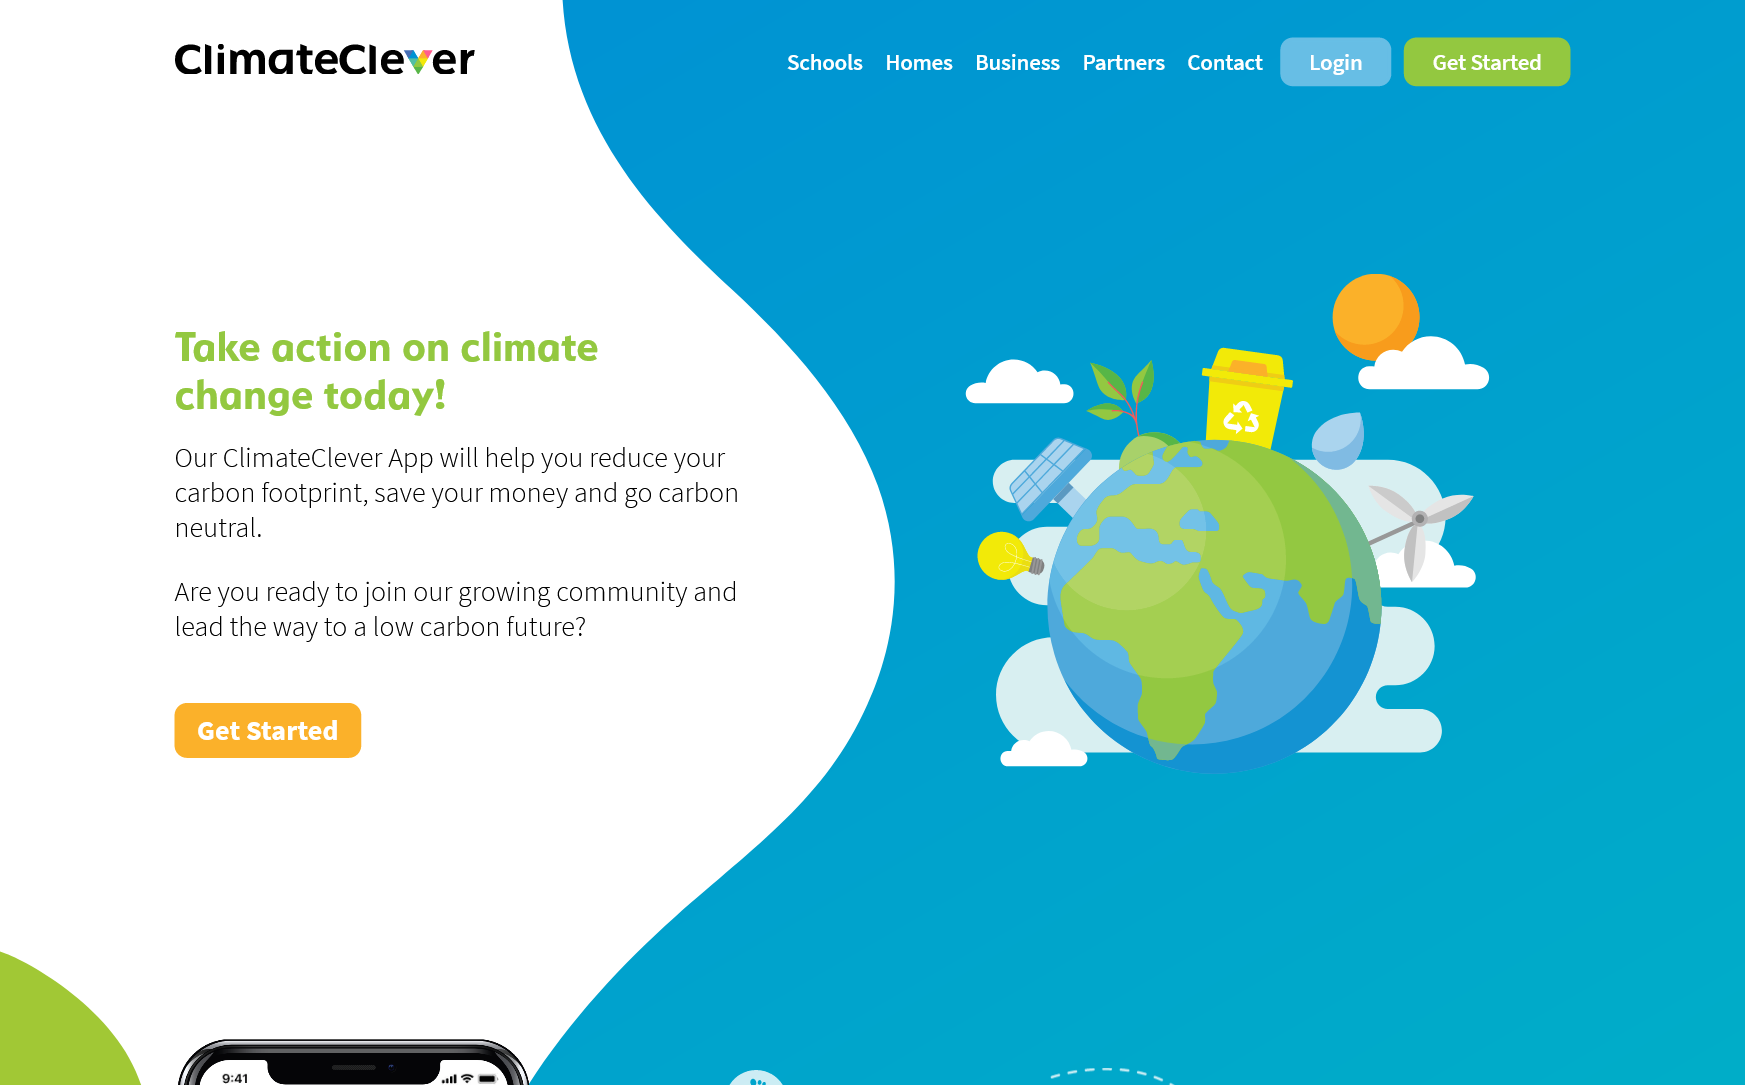 ClimateClever
Schools Homes Business Partners Contact Login Get Started
Take action on climate
change today!
Our ClimateClever App will help you reduce your
carbon footprint, save your money and go carbon
neutral.
Are you ready to join our growing community and
lead the way to a low carbon future?
Get Started
9:41